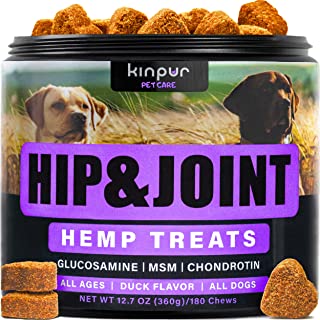 kinpur
PET CARE
HIP&JOINT
HEMP TREATS
GLUCOSAMINE | MSM | CHONDROTIN
ALL AGES | DUCK FLAVOR | ALL DOGS
NET WT 12.7 OZ (360g)/180 Chews